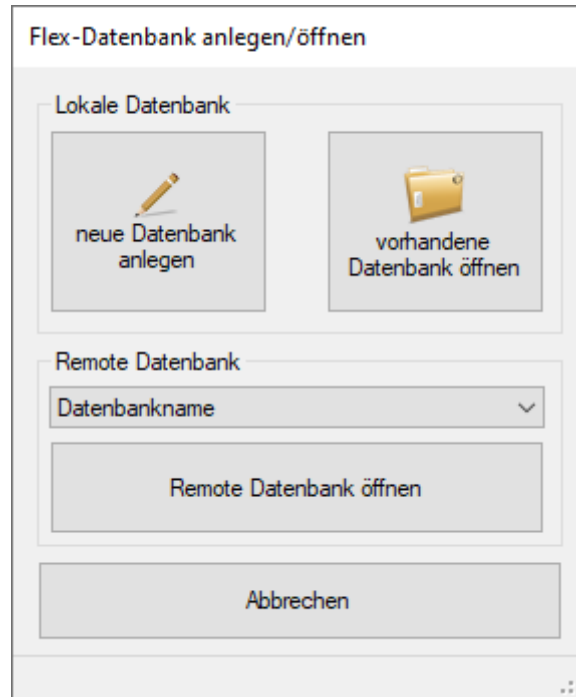 Flex-Datenbank anlegen/öffnen
Lokale Datenbank
neue Datenbank
anlegen
vorhandene
Datenbank öffnen
Remote Datenbank
Datenbankname
Remote Datenbank öffnen
Abbrechen